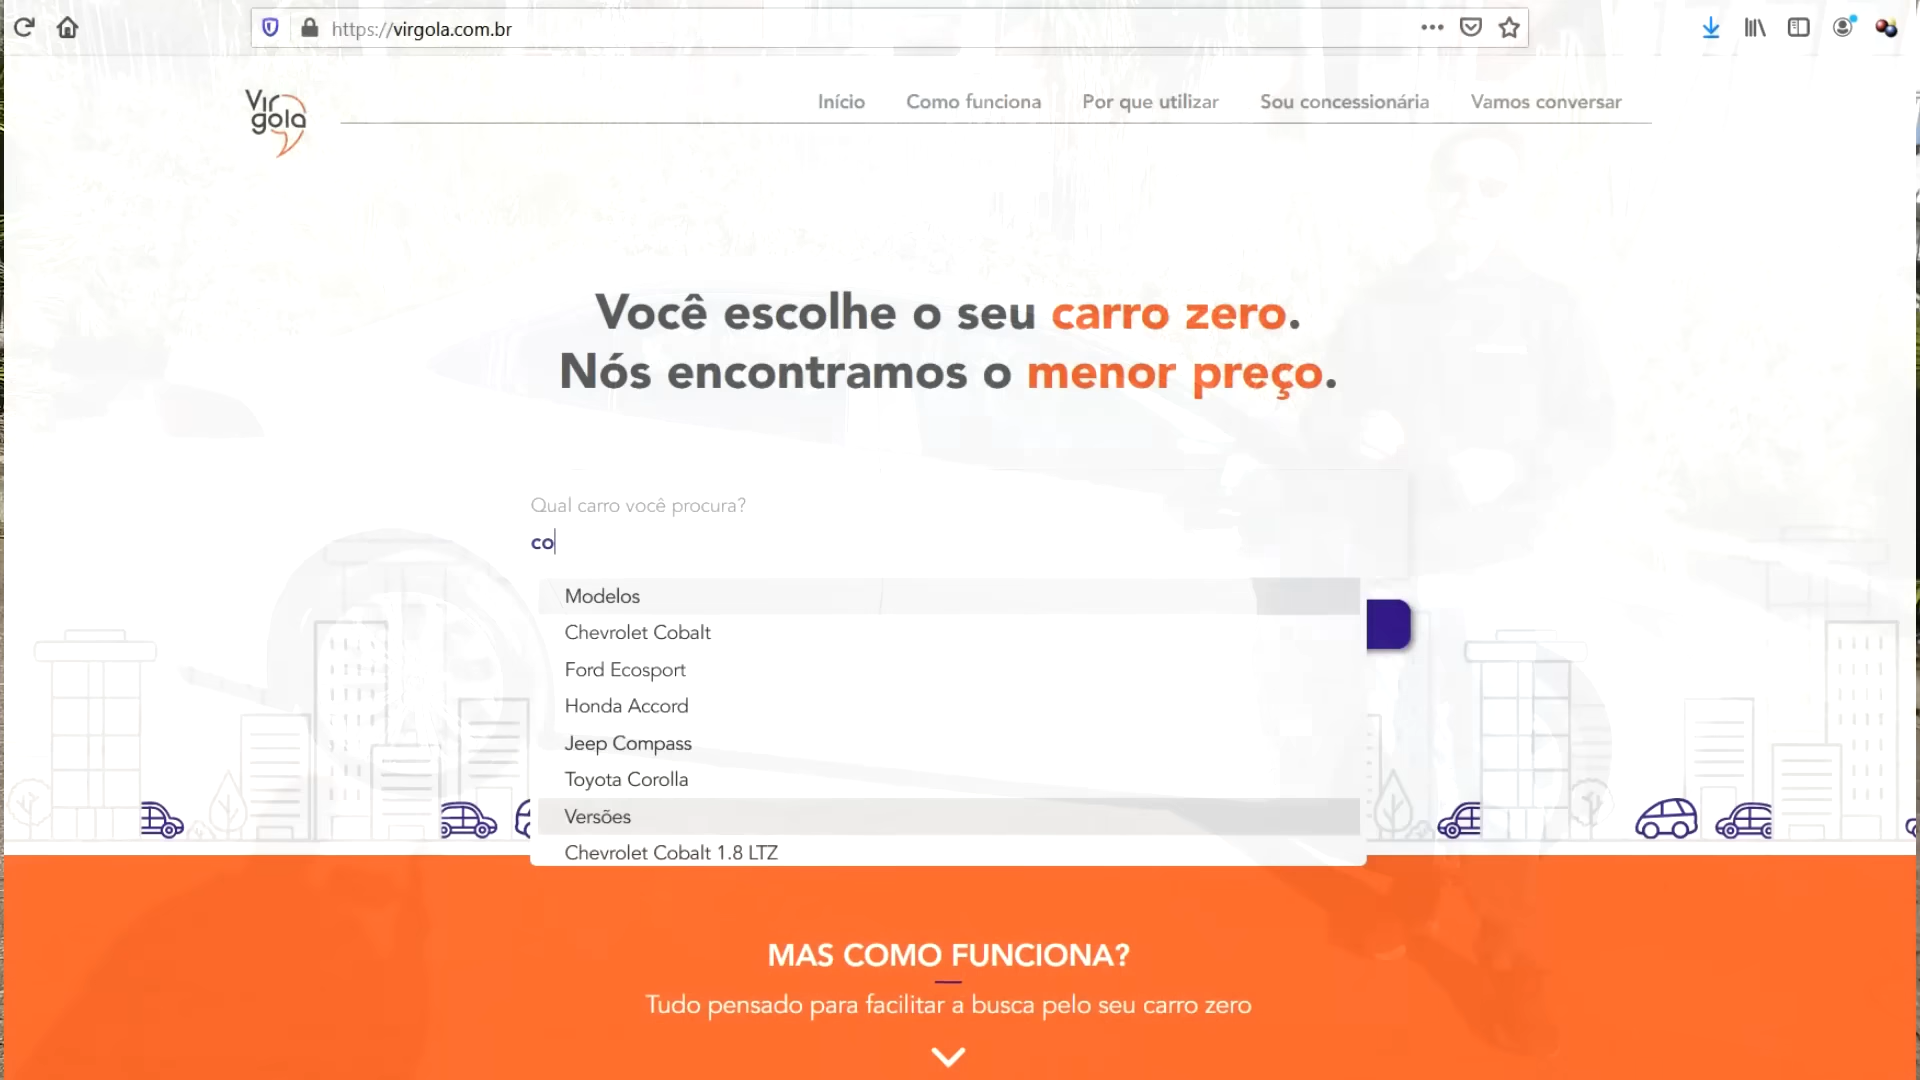 https://virgola.com.br
Vir
gola
Início Como funciona Por que utilizar Sou concessionária Vamos conversar
Você escolhe o seu carro zero.
Nós encontramos o menor preço.
Qual carro você procura?
co
Modelos
Chevrolet Cobalt
Ford Ecosport
Honda Accord
Jeep Compass
Toyota Corolla
Versões
Chevrolet Cobalt 1.8 LTZ
MAS COMO FUNCIONA?
Tudo pensado para facilitar a busca pelo seu carro zero